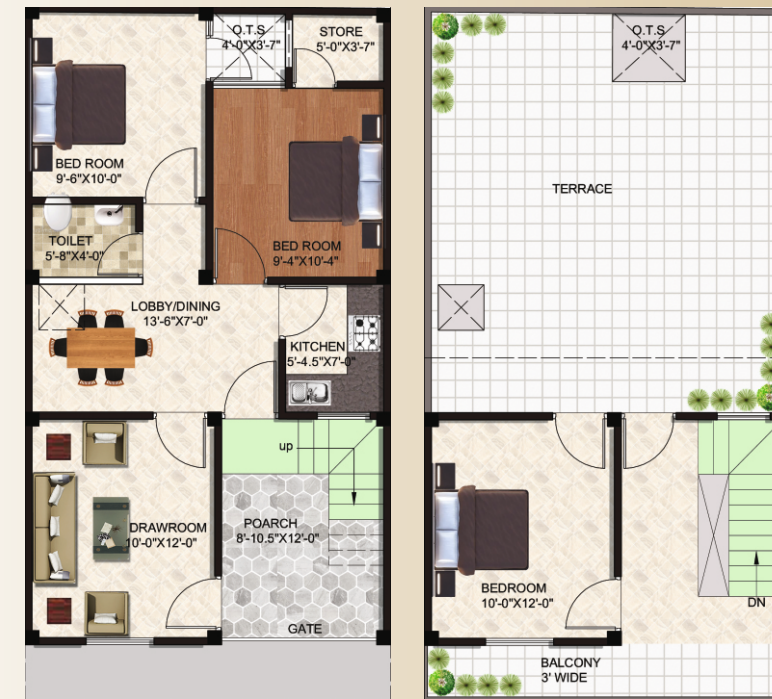 O.T.S
4'-0"X3'-7"
STORE
5'-0"X3'-7"
BED ROOM
9'-6"X10'-0"
TOILET
5'-8"X4'-0"
BED ROOM
9'-4"X10'-4"
LOBBY/DINING
13'-6"X7'-0"
KITCHEN
5'-4.5"X7'-0"
up
DRAWROOM
10'-0"X12'-0"
POARCH
8'-10.5"X12'-0"
GATE
O.T.S
4'-0"X3'-7"
TERRACE
BEDROOM
10'-0"X12'-0"
DN
BALCONY
3' WIDE